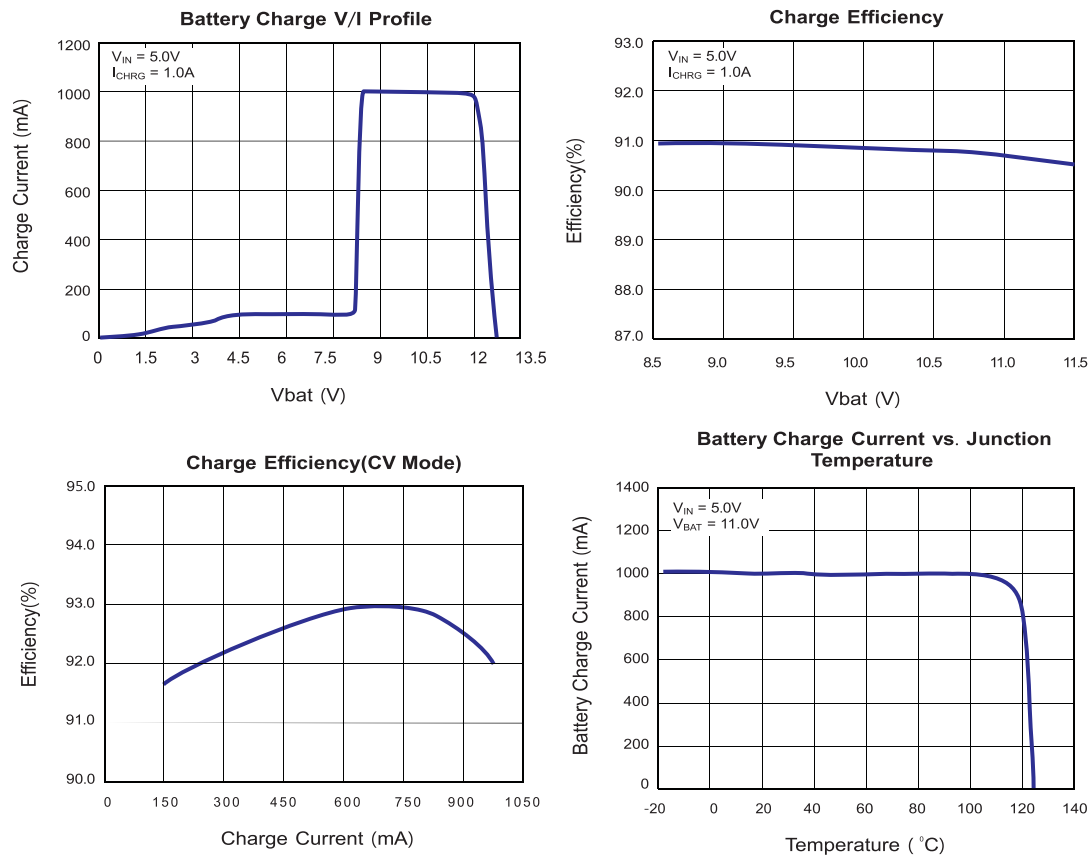 Battery Charge V/I Profile
1200
1000
800
600
400
200
0
VIN = 5.0V
ICHRG = 1.0A
Charge Current (mA)
0 1.5 3 4.5 6 7.5 9 10.5 12 13.5
Vbat (V)
Charge Efficiency
93.0
92.0
91.0
90.0
89.0
88.0
87.0
VIN = 5.0V
ICHRG = 1.0A
Efficiency(%)
8.5 9.0 9.5 10.0 10.5 11.0 11.5
Vbat (V)
Charge Efficiency(CV Mode)
95.0
94.0
93.0
92.0
91.0
90.0
Efficiency(%)
0 150 300 450 600 750 900 1050
Charge Current (mA)
Battery Charge Current vs. Junction
Temperature
1400
1200
1000
800
600
400
200
0
VIN = 5.0V
VBAT = 11.0V
Battery Charge Current (mA)
-20 0 20 40 60 80 100 120 140
Temperature ( °C)